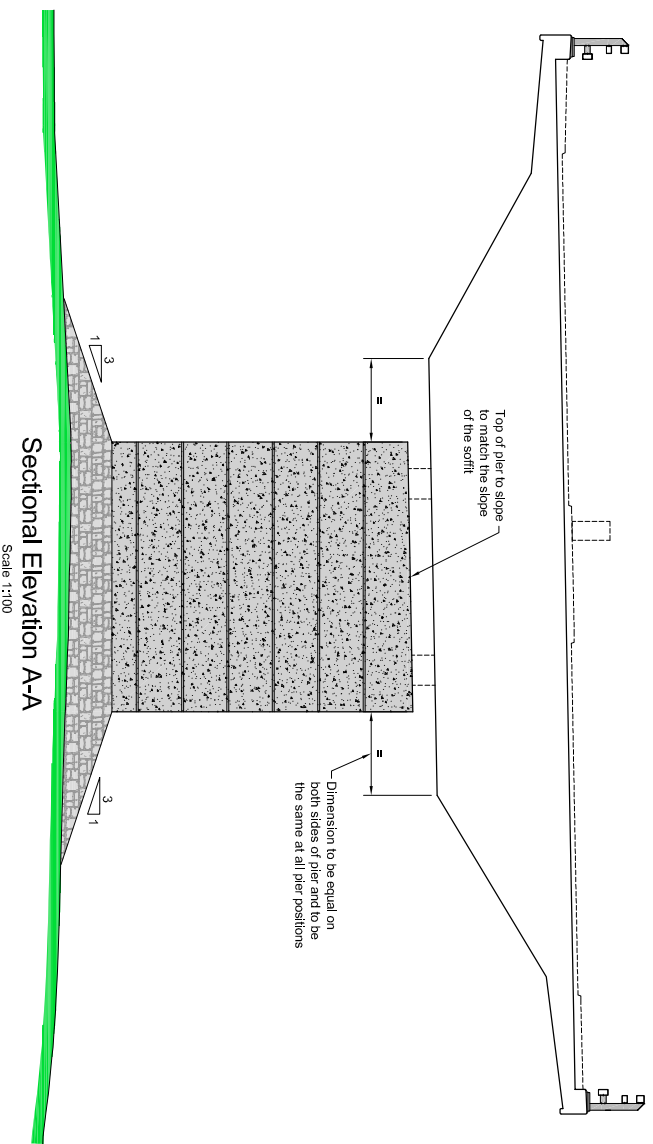 Top of pier to slope
to match the slope
of the soffit
=
=
Dimension to be equal on
both sides of pier and to be
the same at all pier positions
1
3
3
1
Sectional Elevation A-A
Scale 1:100